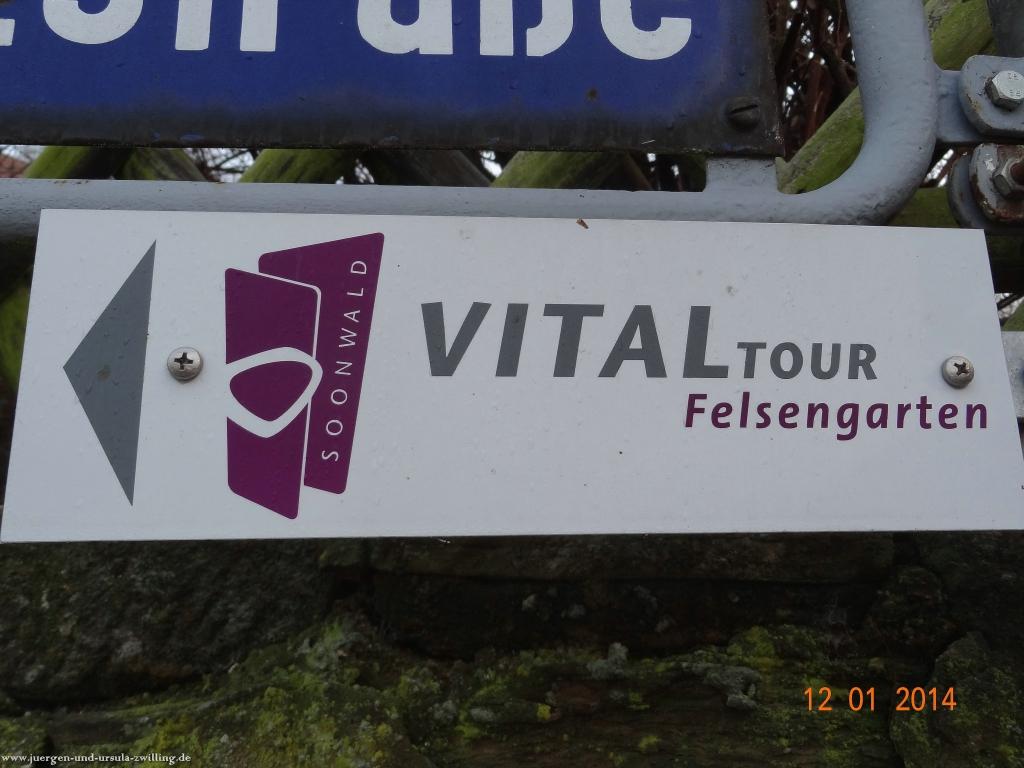 SOONWALD
VITALTOUR
Felsengarten
12 01 2014
www.juergen-und-ursula-zwilling.de